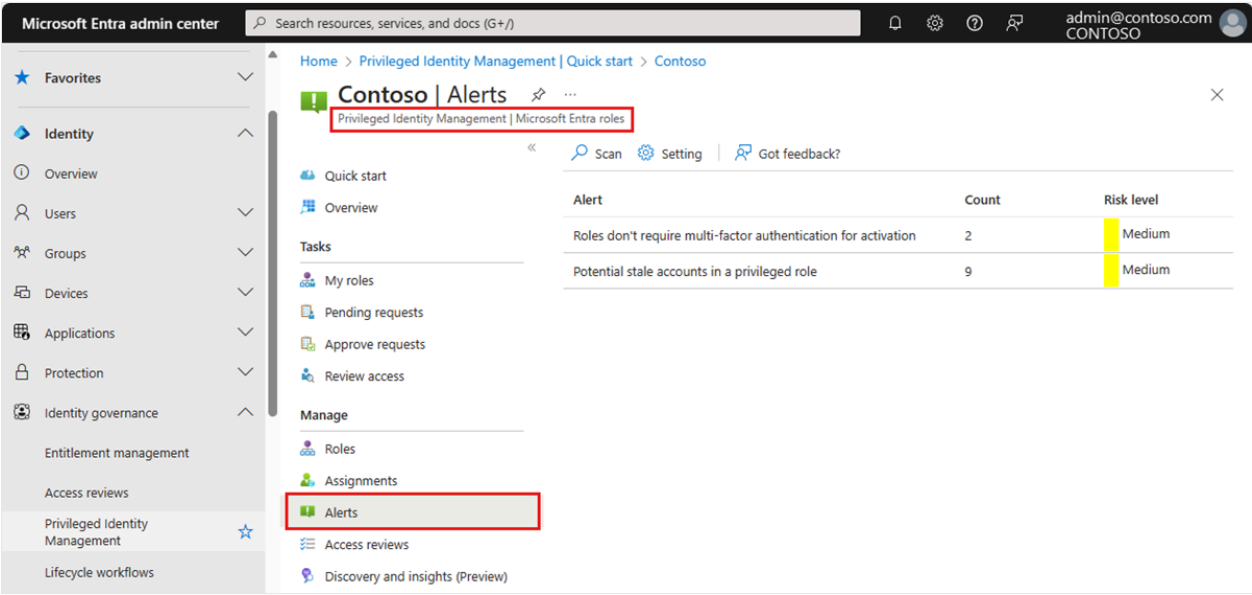 Microsoft Entra admin center
Search resources, services, and docs (G+/)
admin@contoso.com
CONTOSO
Favorites
Identity
Overview
Users
Groups
Devices
Applications
Protection
Identity governance
Entitlement management
Access reviews
Privileged Identity
Management
Lifecycle workflows
Home > Privileged Identity Management | Quick start > Contoso
Contoso | Alerts
Privileged Identity Management | Microsoft Entra roles
Quick start
Overview
Tasks
My roles
Pending requests
Approve requests
Review access
Manage
Roles
Assignments
Alerts
Access reviews
Discovery and insights (Preview)
Scan Setting Got feedback?
Alert Count Risk level
Roles don't require multi-factor authentication for activation 2 Medium
Potential stale accounts in a privileged role 9 Medium